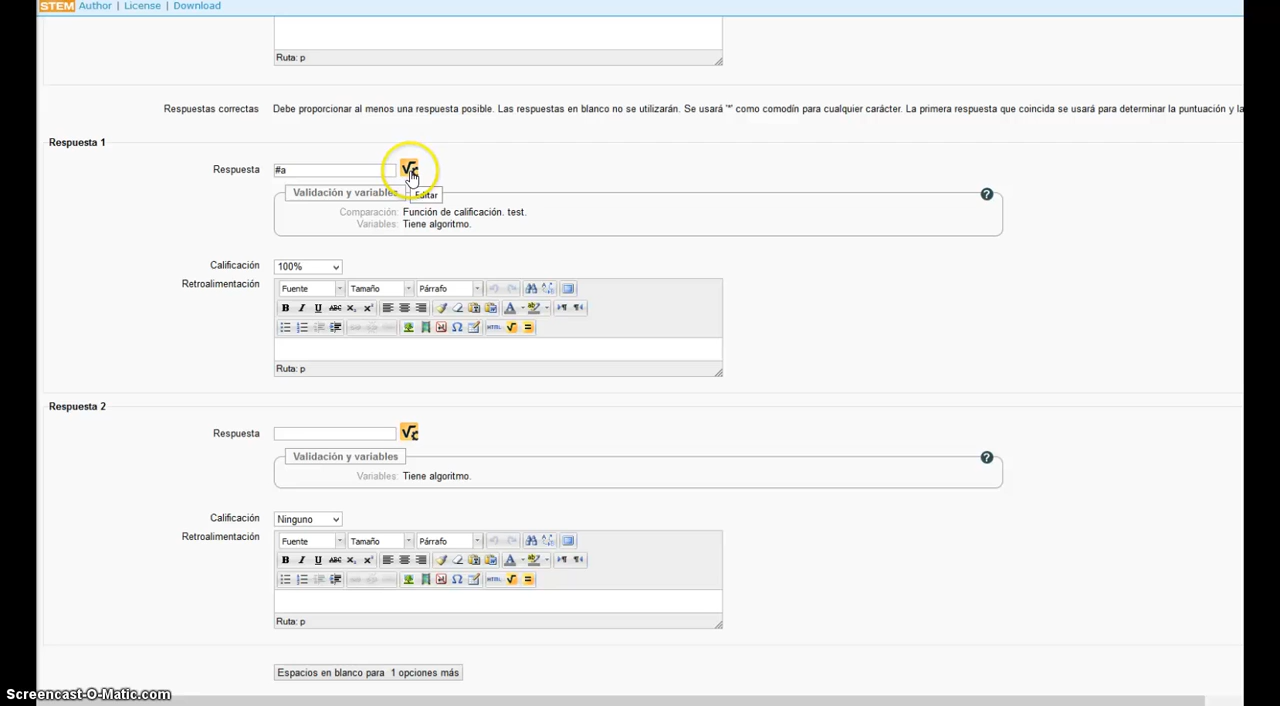 STEM Author | License | Download
Ruta: p
Respuestas correctas Debe proporcionar al menos una respuesta posible. Las respuestas en blanco no se utilizarán. Se usará '*' como comodín para cualquier carácter. La primera respuesta que coincida se usará para determinar la puntuación y la
Respuesta 1
Respuesta #a
Validación y variables
Editar
Comparación: Función de calificación. test.
Variables: Tiene algoritmo.
Calificación 100%
Retroalimentación
Fuente Tamaño Párrafo
B I U ABC
Ruta: p
Respuesta 2
Respuesta
Validación y variables
Variables: Tiene algoritmo.
Calificación Ninguno
Retroalimentación
Fuente Tamaño Párrafo
B I U ABC
Ruta: p
Espacios en blanco para 1 opciones más
Screencast-O-Matic.com